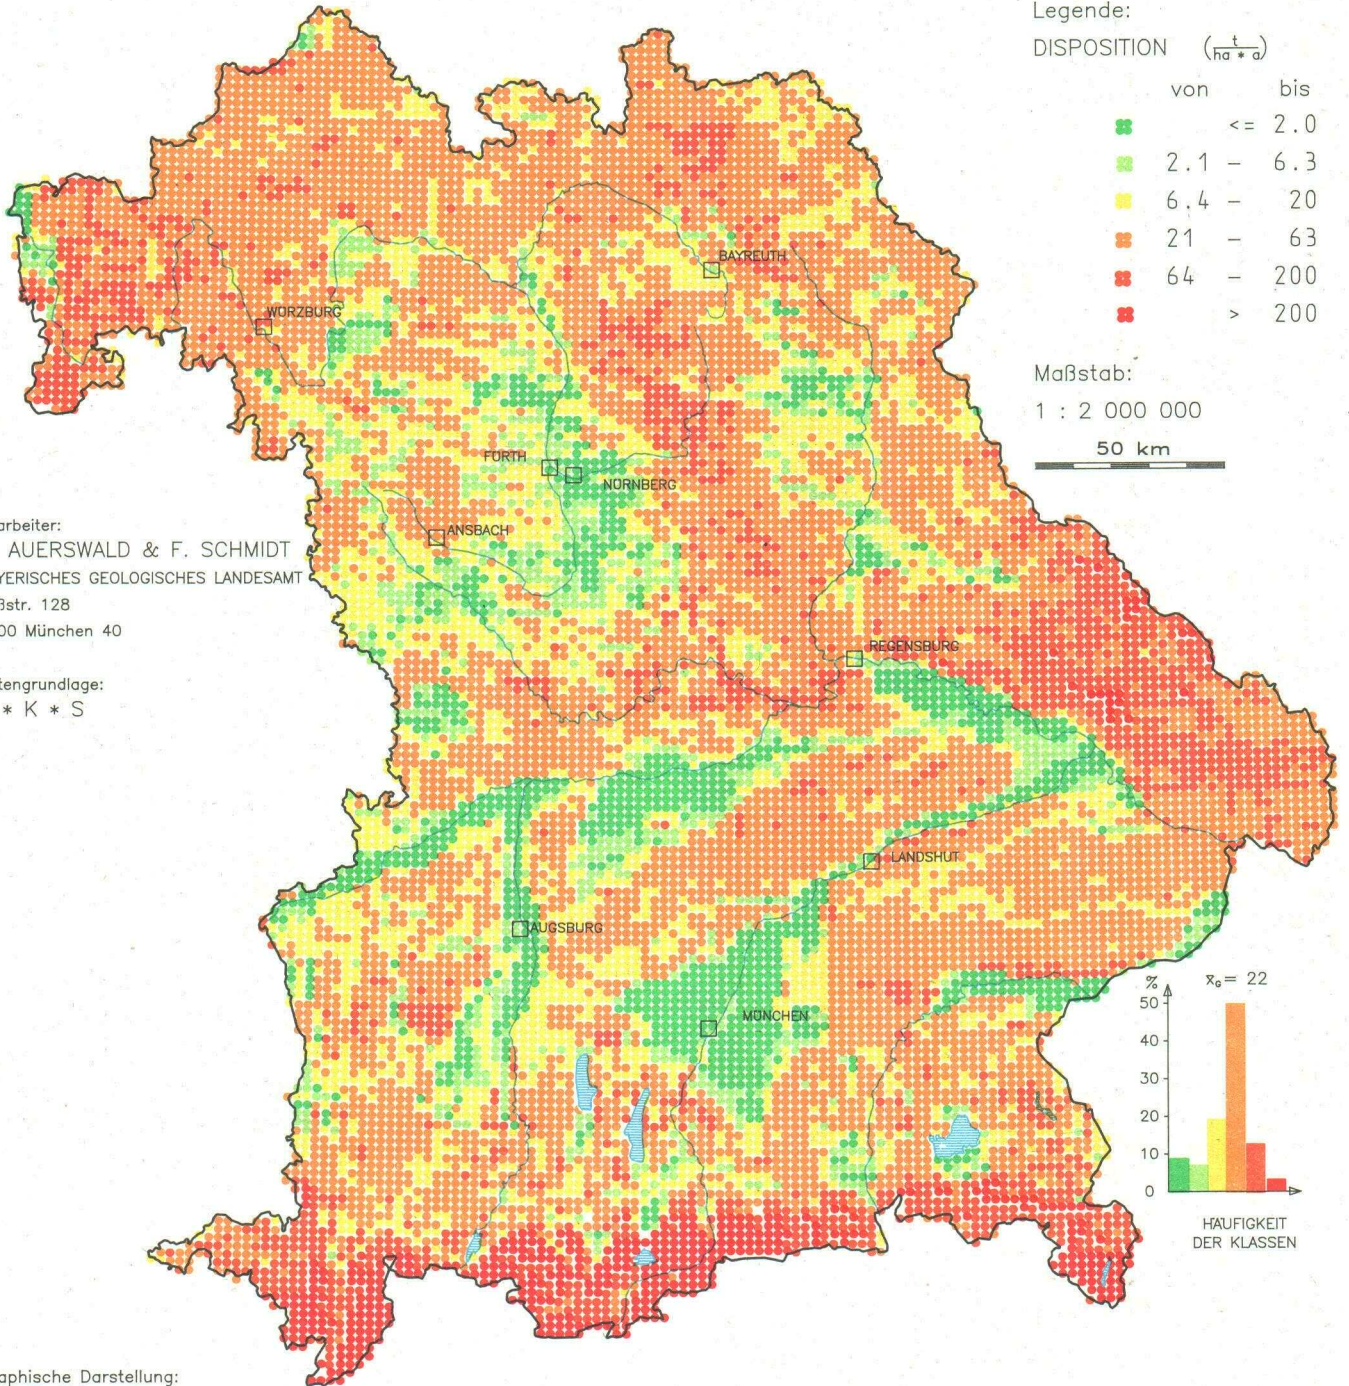 Legende:
DISPOSITION (t / ha * a)
von bis
<= 2.0
2.1 – 6.3
6.4 – 20
21 – 63
64 – 200
> 200
Maßstab:
1 : 2 000 000
50 km
BAYREUTH
WÜRZBURG
FÜRTH
NÜRNBERG
ANSBACH
REGENSBURG
LANDSHUT
AUGSBURG
MÜNCHEN
arbeiter:
AUERSWALD & F. SCHMIDT
YERISCHES GEOLOGISCHES LANDESAMT
ßstr. 128
00 München 40
tengrundlage:
* K * S
% x̄G = 22
50
40
30
20
10
0
HÄUFIGKEIT
DER KLASSEN
aphische Darstellung: